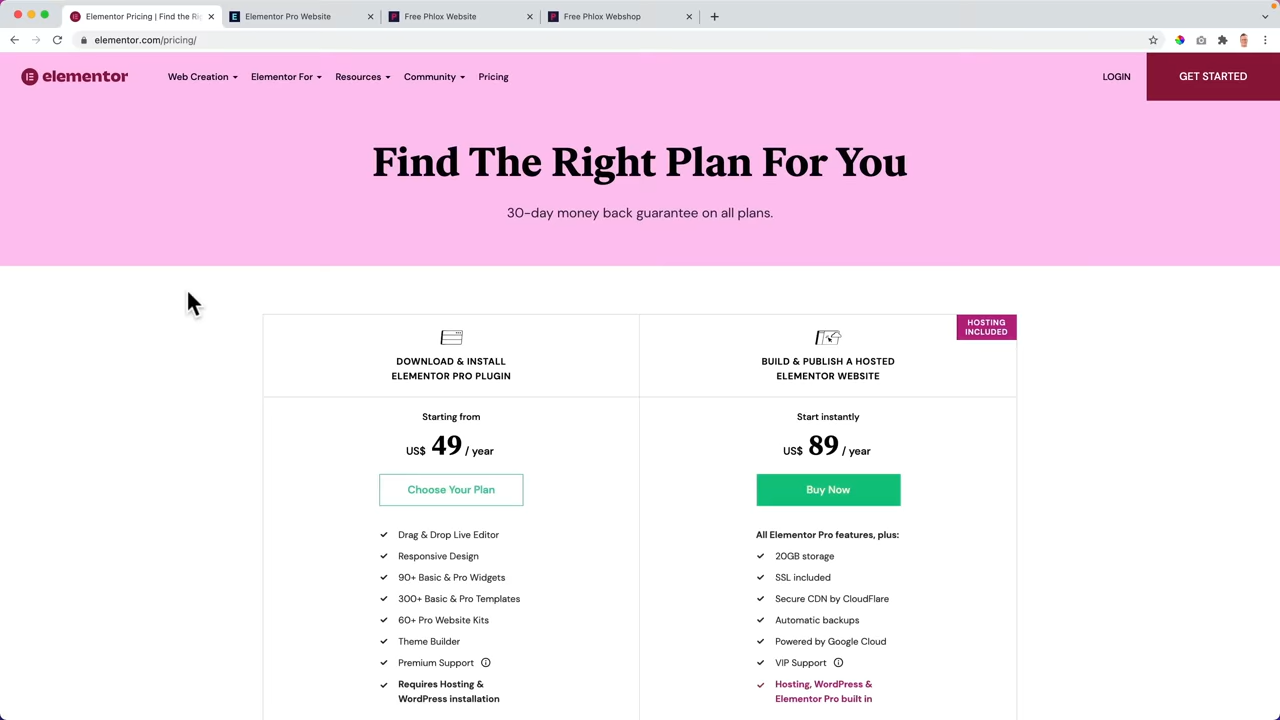 Elementor Pricing | Find the Ri
Elementor Pro Website
Free Phlox Website
Free Phlox Webshop
elementor.com/pricing/
elementor
Web Creation
Elementor For
Resources
Community
Pricing
LOGIN
GET STARTED
Find The Right Plan For You
30-day money back guarantee on all plans.
HOSTING
INCLUDED
DOWNLOAD & INSTALL
ELEMENTOR PRO PLUGIN
Starting from
US$ 49 / year
Choose Your Plan
Drag & Drop Live Editor
Responsive Design
90+ Basic & Pro Widgets
300+ Basic & Pro Templates
60+ Pro Website Kits
Theme Builder
Premium Support
Requires Hosting &
WordPress installation
BUILD & PUBLISH A HOSTED
ELEMENTOR WEBSITE
Start instantly
US$ 89 / year
Buy Now
All Elementor Pro features, plus:
20GB storage
SSL included
Secure CDN by CloudFlare
Automatic backups
Powered by Google Cloud
VIP Support
Hosting, WordPress &
Elementor Pro built in